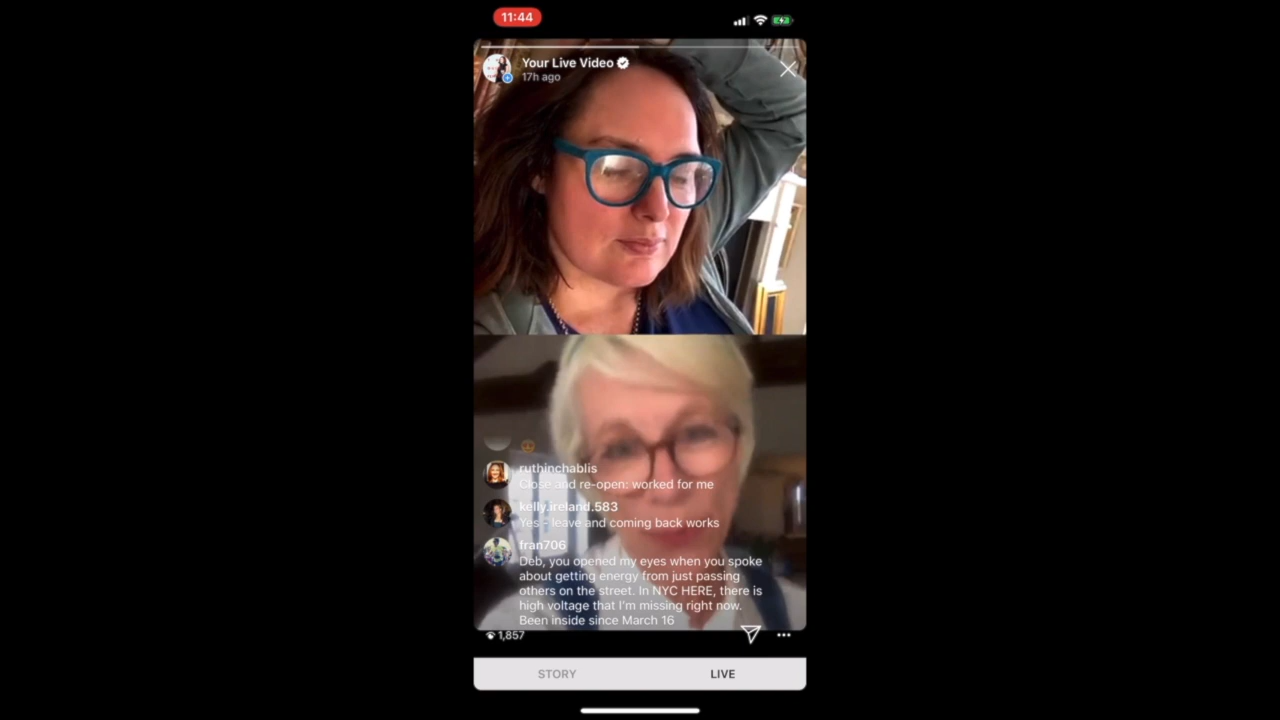 11:44
Your Live Video
17h ago
ruthinchablis
Close and re-open: worked for me
kelly.ireland.583
Yes - leave and coming back works
fran706
Deb, you opened my eyes when you spoke
about getting energy from just passing
others on the street. In NYC HERE, there is
high voltage that I'm missing right now.
Been inside since March 16
1,857
STORY
LIVE